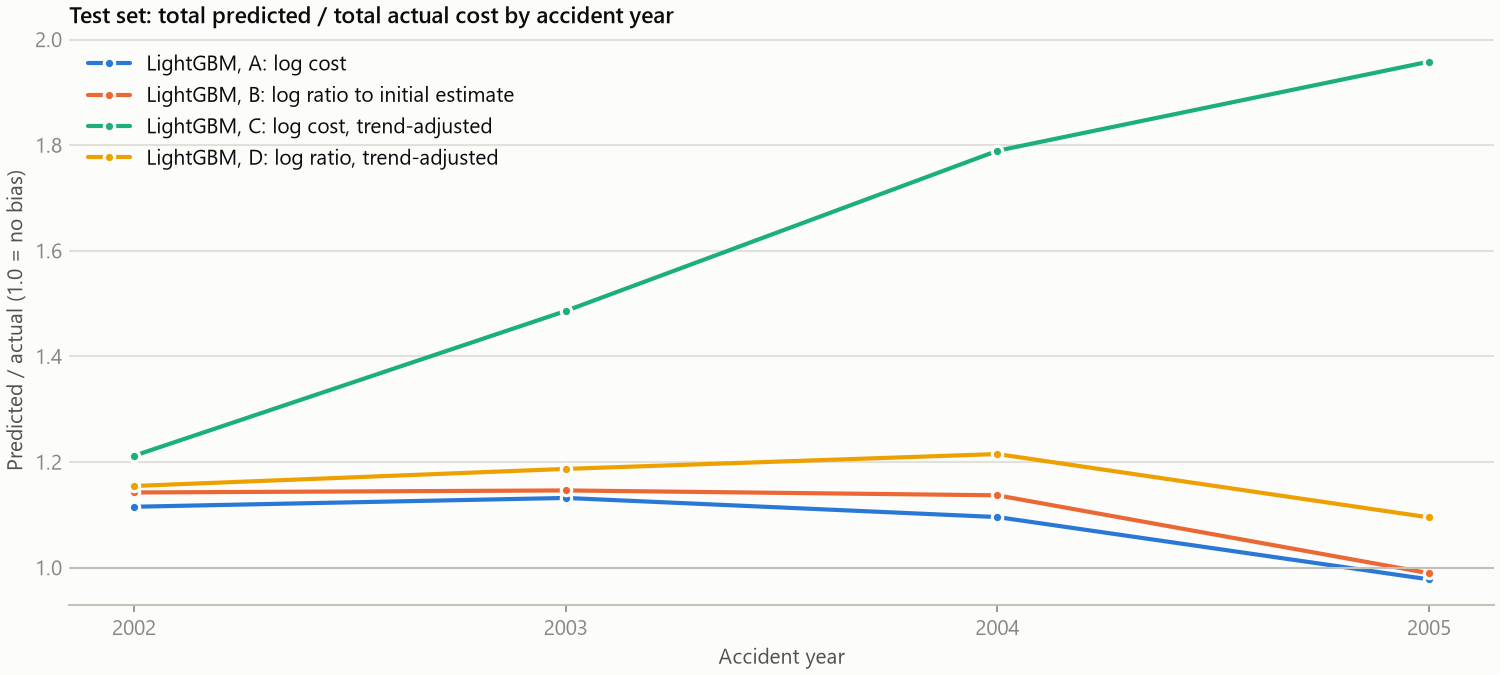 Test set: total predicted / total actual cost by accident year
2.0
LightGBM, A: log cost
LightGBM, B: log ratio to initial estimate
LightGBM, C: log cost, trend-adjusted
LightGBM, D: log ratio, trend-adjusted
1.8
1.6
1.4
1.2
1.0
Predicted / actual (1.0 = no bias)
2002
2003
2004
2005
Accident year